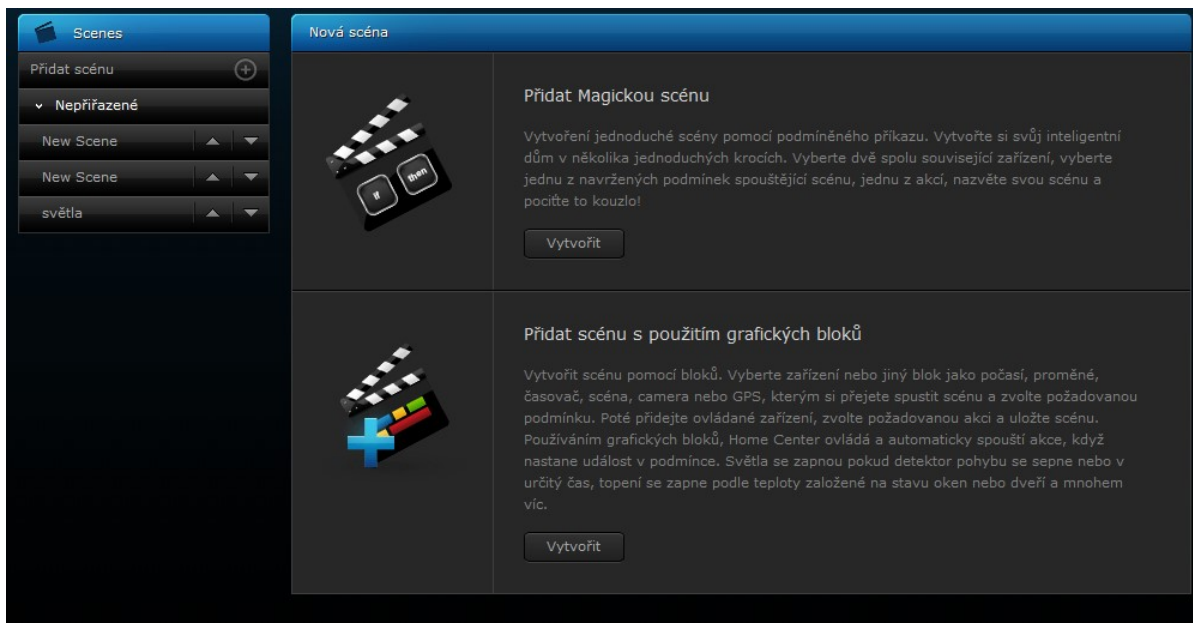 Scenes
Přidat scénu
Nepřiřazené
New Scene
New Scene
světla
Nová scéna
if
then
Přidat Magickou scénu
Vytvoření jednoduché scény pomocí podmíněného příkazu. Vytvořte si svůj inteligentní
dům v několika jednoduchých krocích. Vyberte dvě spolu související zařízení, vyberte
jednu z navržených podmínek spouštějící scénu, jednu z akcí, nazvěte svou scénu a
pociťte to kouzlo!
Vytvořit
Přidat scénu s použitím grafických bloků
Vytvořit scénu pomocí bloků. Vyberte zařízení nebo jiný blok jako počasí, proměné,
časovač, scéna, camera nebo GPS, kterým si přejete spustit scénu a zvolte požadovanou
podmínku. Poté přidejte ovládané zařízení, zvolte požadovanou akci a uložte scénu.
Používáním grafických bloků, Home Center ovládá a automaticky spouští akce, když
nastane událost v podmínce. Světla se zapnou pokud detektor pohybu se sepne nebo v
určitý čas, topení se zapne podle teploty založené na stavu oken nebo dveří a mnohem
víc.
Vytvořit